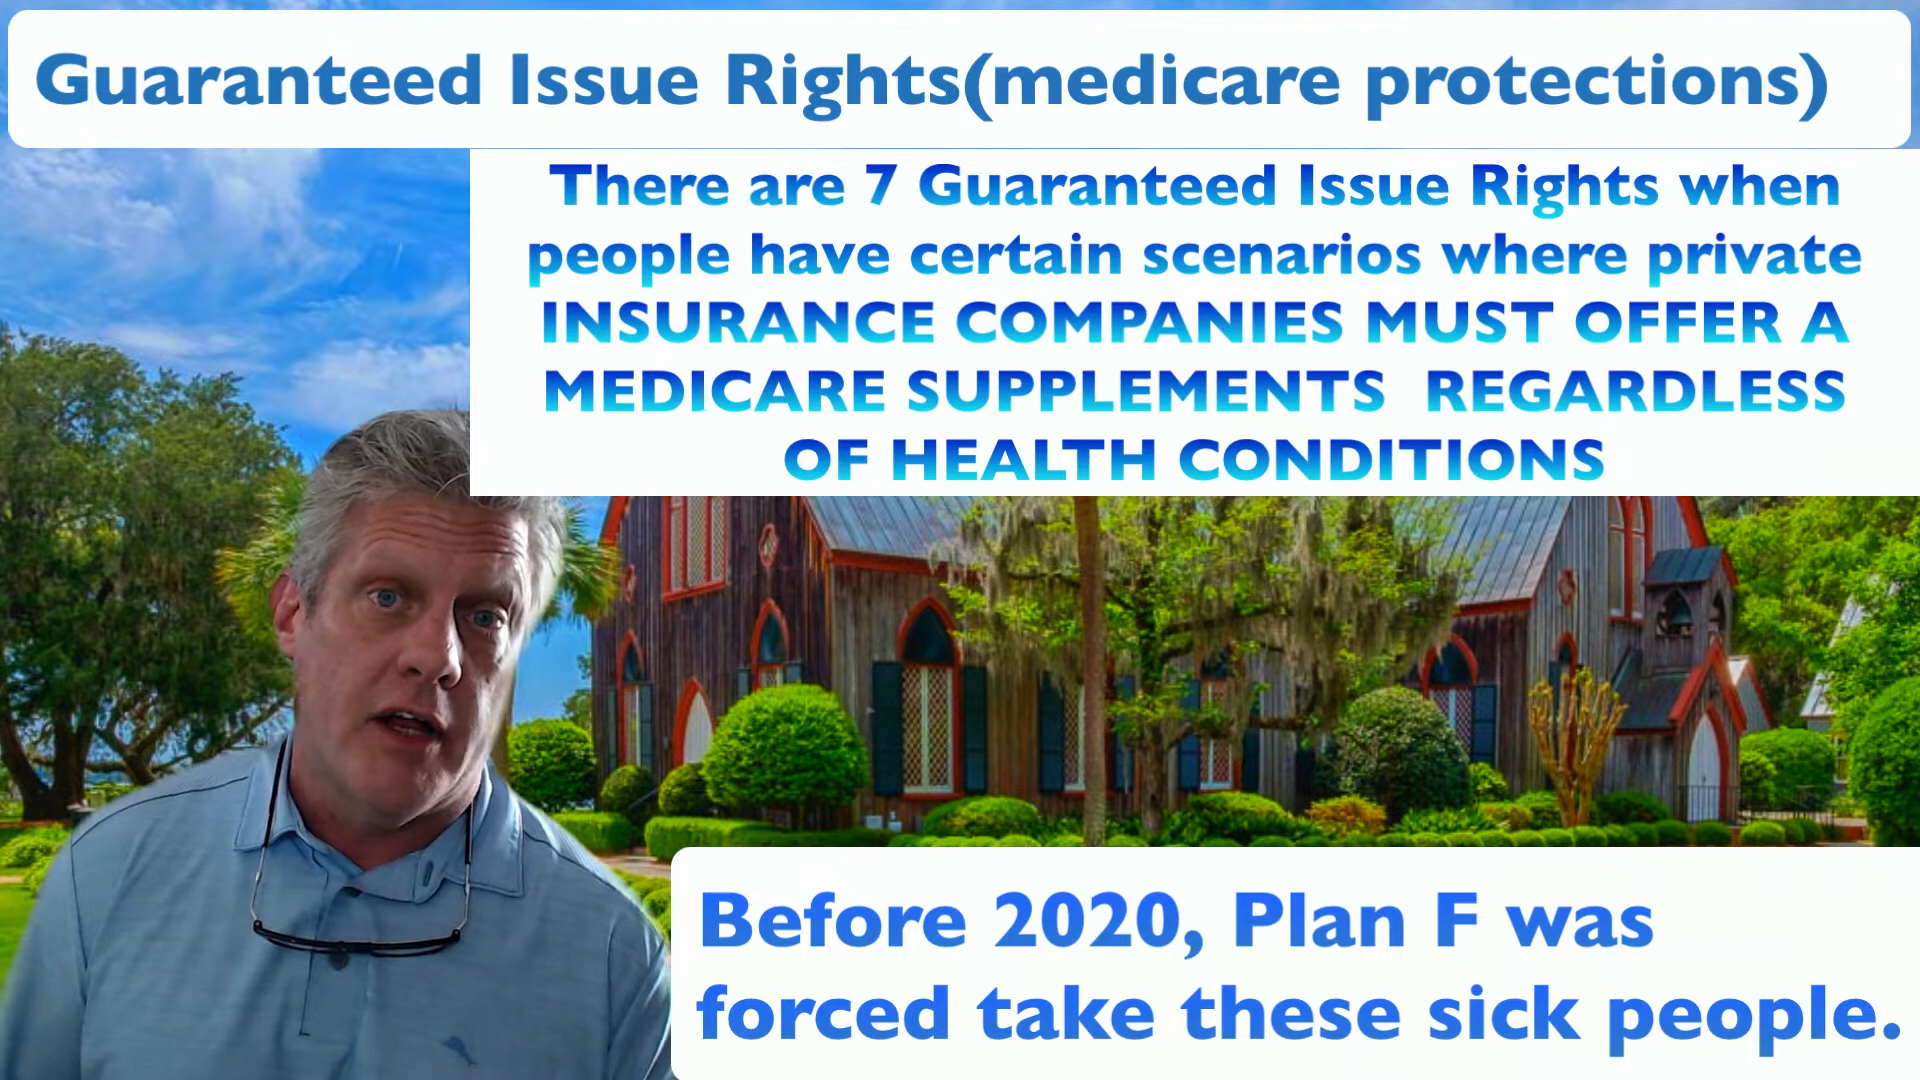 Guaranteed Issue Rights(medicare protections)
There are 7 Guaranteed Issue Rights when
people have certain scenarios where private
INSURANCE COMPANIES MUST OFFER A
MEDICARE SUPPLEMENTS REGARDLESS
OF HEALTH CONDITIONS
Before 2020, Plan F was
forced take these sick people.